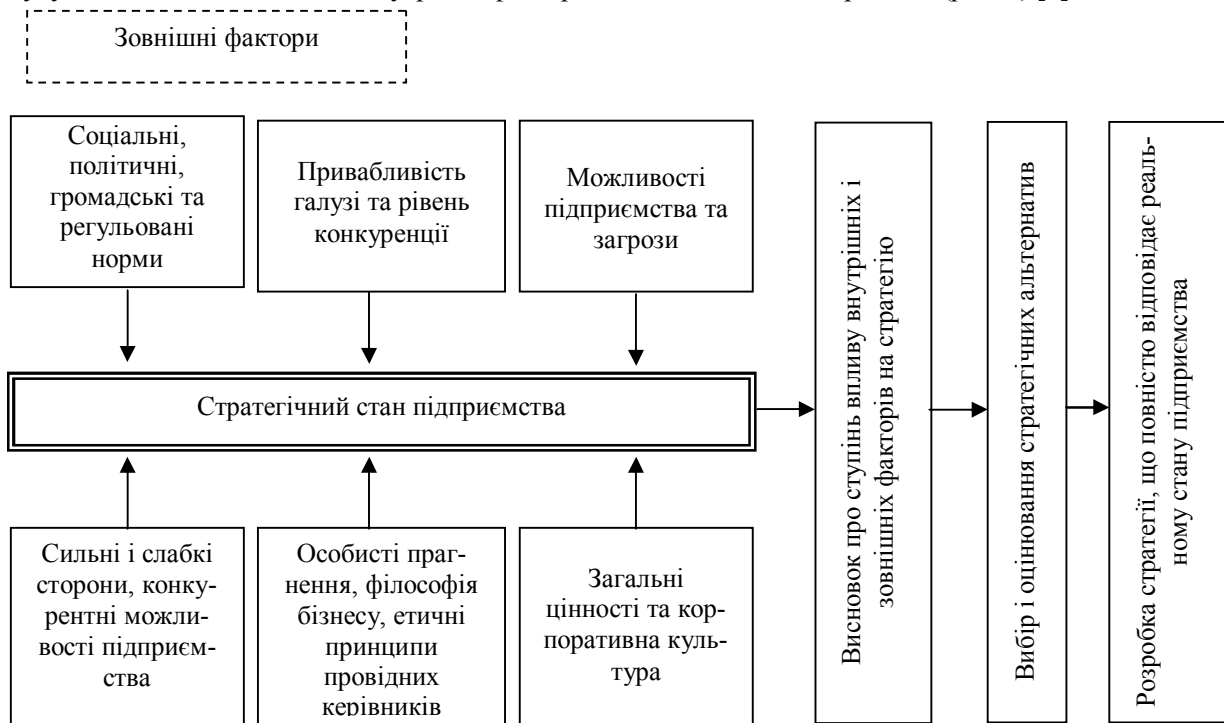 Зовнішні фактори
Соціальні,
політичні,
громадські та
регульовані
норми
Привабливість
галузі та рівень
конкуренції
Можливості
підприємства та
загрози
Стратегічний стан підприємства
Сильні і слабкі
сторони, конку-
рентні можли-
вості підприєм-
ства
Особисті праг-
нення, філософія
бізнесу, етичні
принципи
провідних
керівників
Загальні
цінності та кор-
поративна куль-
тура
Висновок про ступінь впливу внутрішніх і
зовнішніх факторів на стратегію
Вибір і оцінювання стратегічних альтернатив
Розробка стратегії, що повністю відповідає реаль-
ному стану підприємства